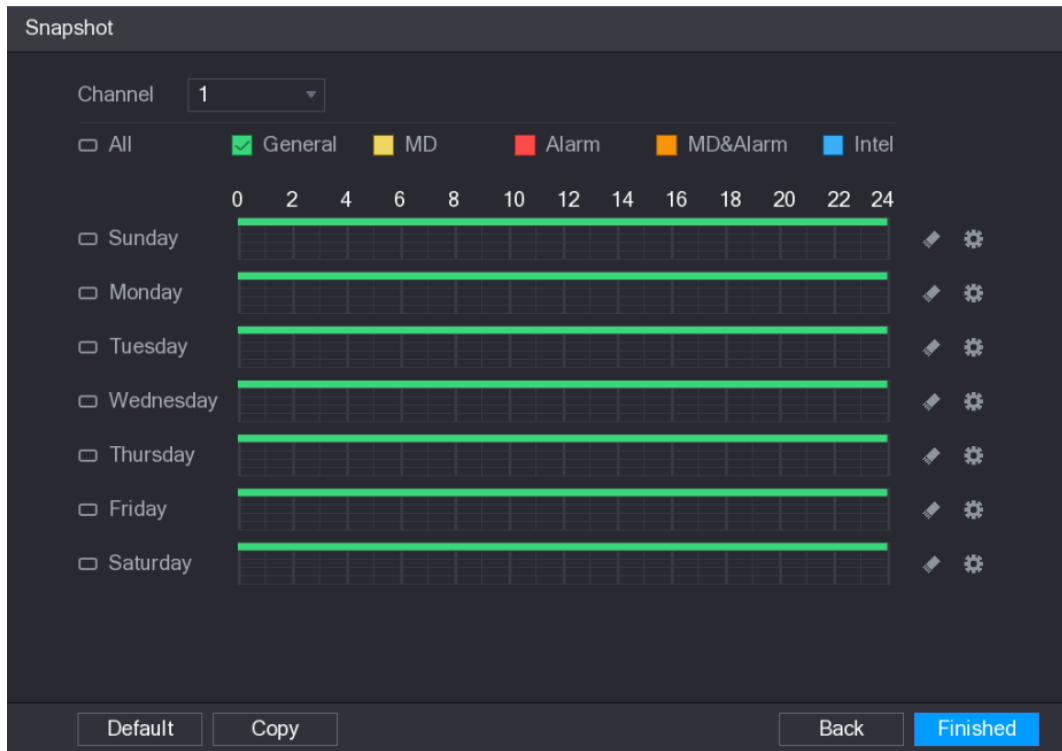 Snapshot
Channel 1
All General MD Alarm MD&Alarm Intel
0 2 4 6 8 10 12 14 16 18 20 22 24
Sunday
Monday
Tuesday
Wednesday
Thursday
Friday
Saturday
Default Copy Back Finished